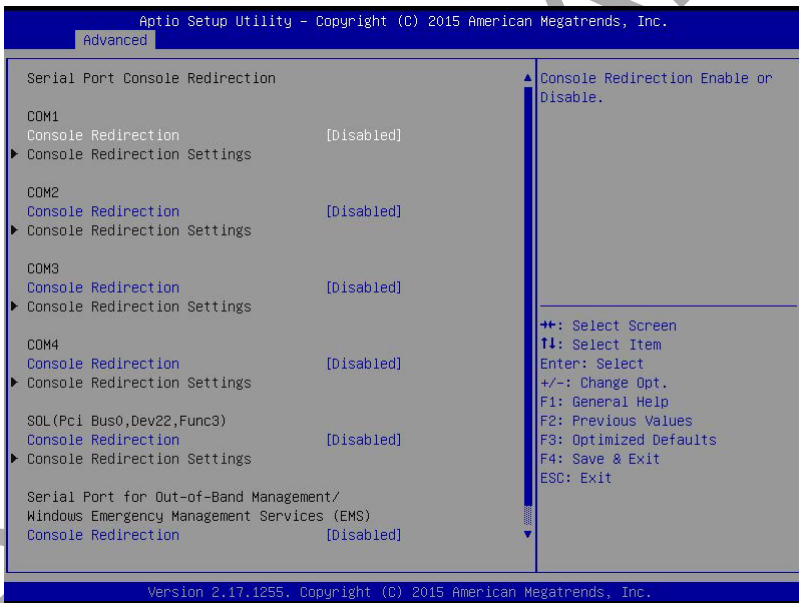 Aptio Setup Utility – Copyright (C) 2015 American Megatrends, Inc.
Advanced
Serial Port Console Redirection
COM1
Console Redirection [Disabled]
Console Redirection Settings
COM2
Console Redirection [Disabled]
Console Redirection Settings
COM3
Console Redirection [Disabled]
Console Redirection Settings
COM4
Console Redirection [Disabled]
Console Redirection Settings
SOL(Pci Bus0,Dev22,Func3)
Console Redirection [Disabled]
Console Redirection Settings
Serial Port for Out-of-Band Management/
Windows Emergency Management Services (EMS)
Console Redirection [Disabled]
Console Redirection Enable or
Disable.
→←: Select Screen
↑↓: Select Item
Enter: Select
+/-: Change Opt.
F1: General Help
F2: Previous Values
F3: Optimized Defaults
F4: Save & Exit
ESC: Exit
Version 2.17.1255. Copyright (C) 2015 American Megatrends, Inc.